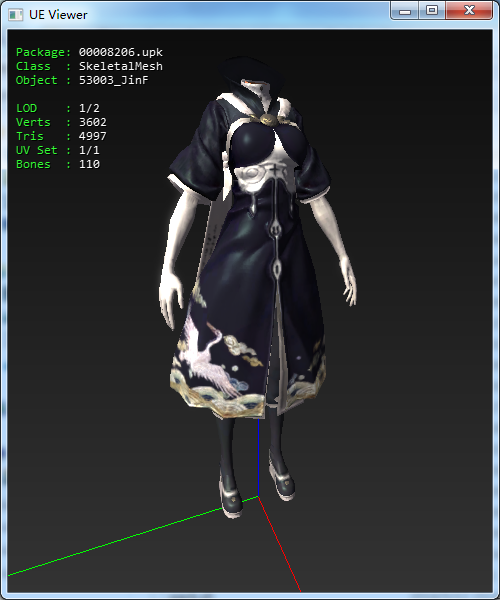 UE Viewer
Package: 00008206.upk
Class : SkeletalMesh
Object : 53003_JinF
LOD : 1/2
Verts : 3602
Tris : 4997
UV Set : 1/1
Bones : 110